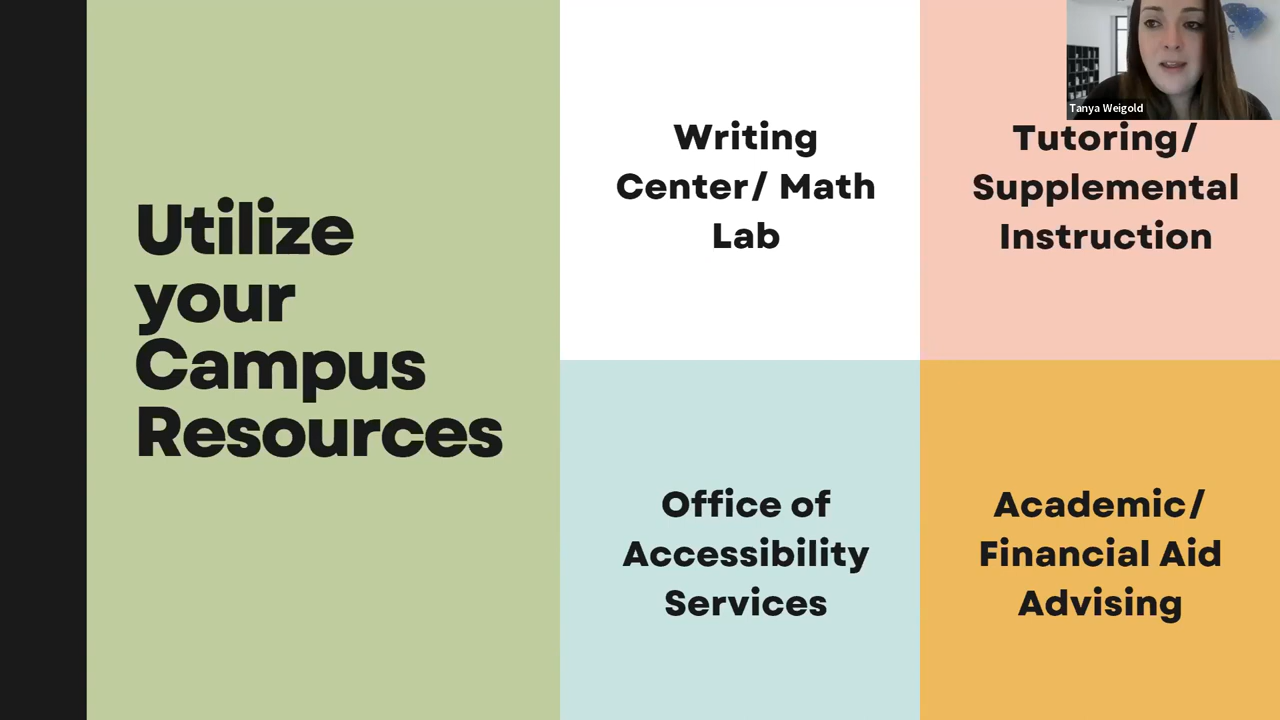 Utilize
your
Campus
Resources
Writing
Center/ Math
Lab
Tutoring/
Supplemental
Instruction
Office of
Accessibility
Services
Academic/
Financial Aid
Advising
Tanya Weigold